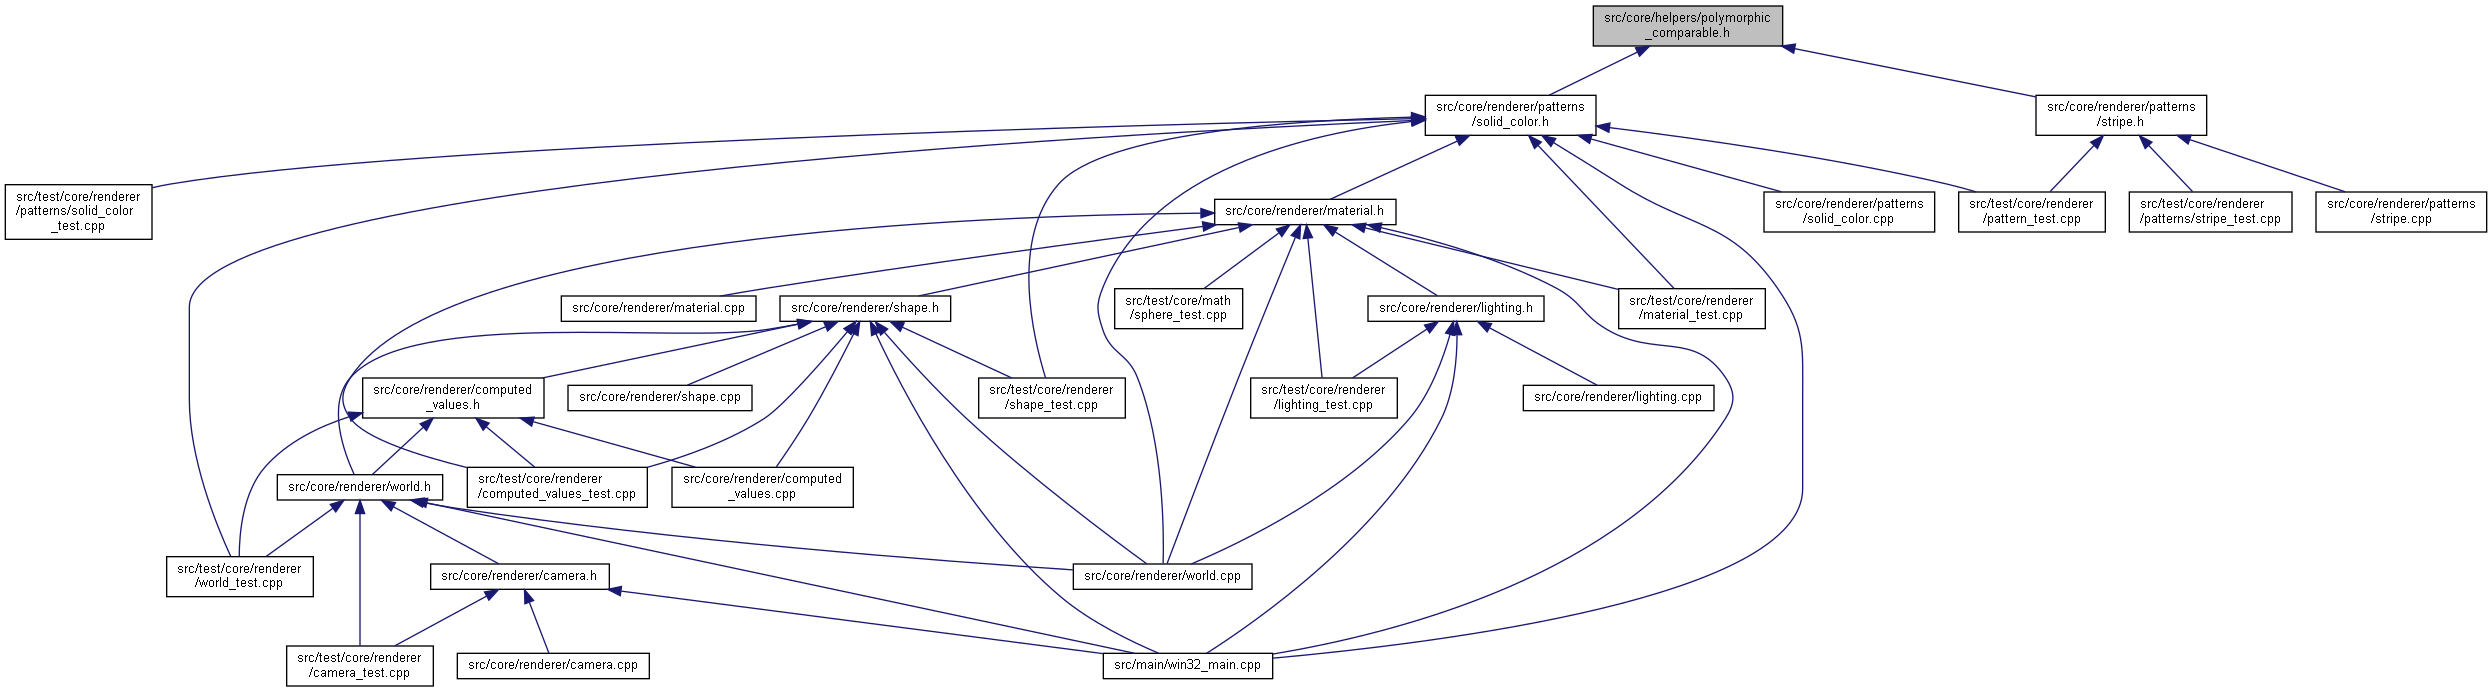 src/core/helpers/polymorphic
_comparable.h
src/core/renderer/patterns
/solid_color.h
src/core/renderer/patterns
/stripe.h
src/test/core/renderer
/patterns/solid_color
_test.cpp
src/core/renderer/material.h
src/core/renderer/patterns
/solid_color.cpp
src/test/core/renderer
/pattern_test.cpp
src/test/core/renderer
/patterns/stripe_test.cpp
src/core/renderer/patterns
/stripe.cpp
src/core/renderer/material.cpp
src/core/renderer/shape.h
src/test/core/math
/sphere_test.cpp
src/core/renderer/lighting.h
src/test/core/renderer
/material_test.cpp
src/core/renderer/computed
_values.h
src/core/renderer/shape.cpp
src/test/core/renderer
/shape_test.cpp
src/test/core/renderer
/lighting_test.cpp
src/core/renderer/lighting.cpp
src/core/renderer/world.h
src/test/core/renderer
/computed_values_test.cpp
src/core/renderer/computed
_values.cpp
src/test/core/renderer
/world_test.cpp
src/core/renderer/camera.h
src/core/renderer/world.cpp
src/test/core/renderer
/camera_test.cpp
src/core/renderer/camera.cpp
src/main/win32_main.cpp